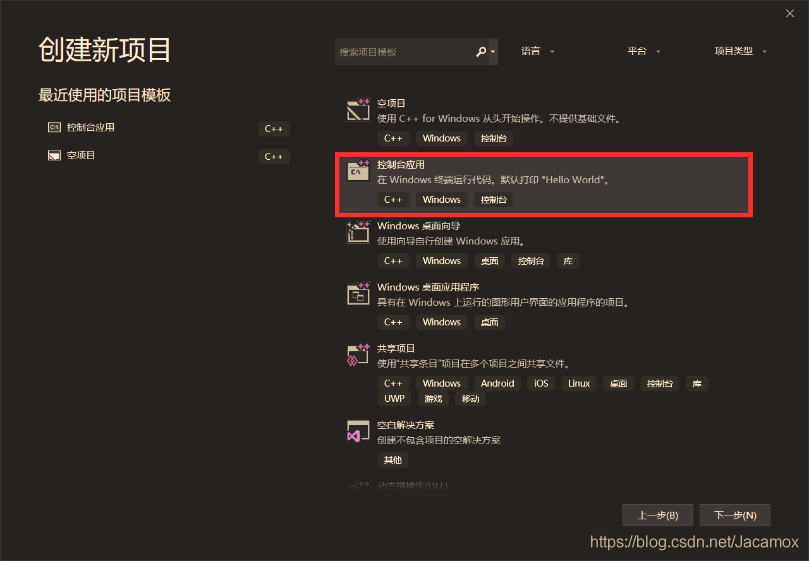 创建新项目
搜索项目模板
语言
平台
项目类型
最近使用的项目模板
控制台应用
C++
空项目
C++
空项目
使用 C++ for Windows 从头开始操作。不提供基础文件。
C++ Windows 控制台
控制台应用
在 Windows 终端运行代码。默认打印 "Hello World"。
C++ Windows 控制台
Windows 桌面向导
使用向导自行创建 Windows 应用。
C++ Windows 桌面 控制台 库
Windows 桌面应用程序
具有在 Windows 上运行的图形用户界面的应用程序的项目。
C++ Windows 桌面
共享项目
使用“共享条目”项目在多个项目之间共享文件。
C++ Windows Android iOS Linux 桌面 控制台 库
UWP 游戏 移动
空白解决方案
创建不包含项目的空解决方案
其他
动态链接库(DLL)
上一步(B)
下一步(N)
https://blog.csdn.net/Jacamox